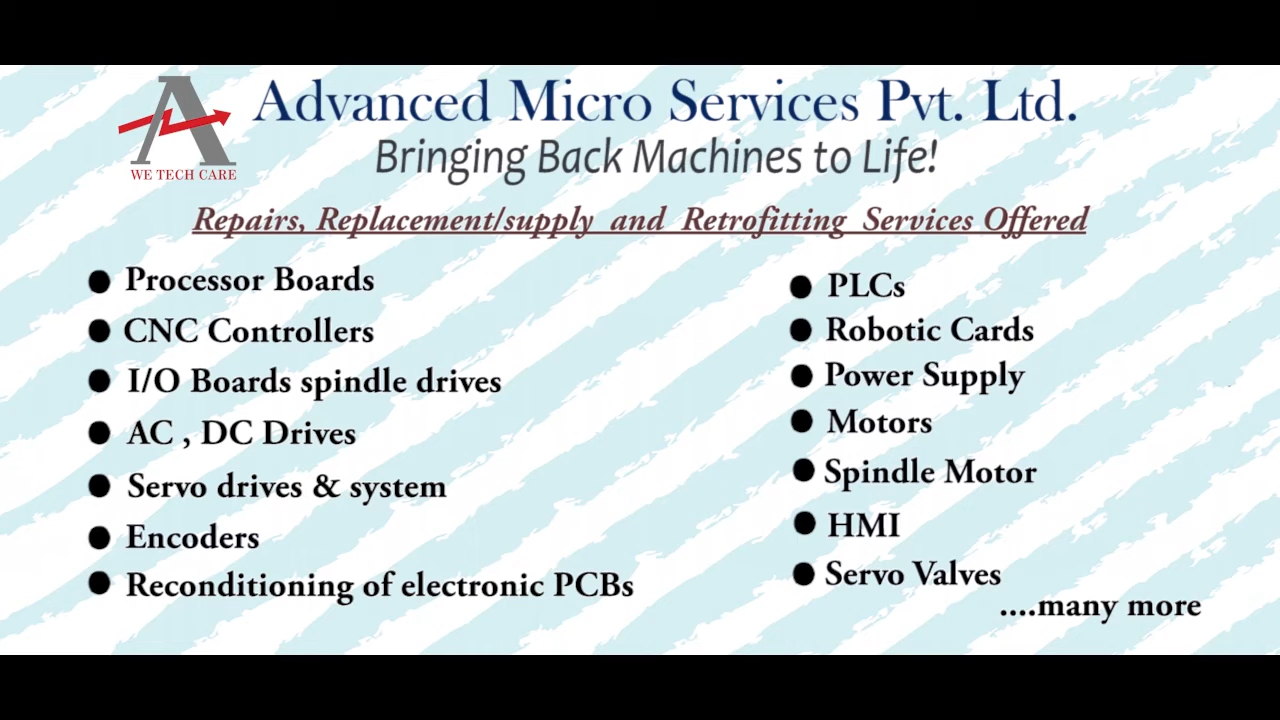 Advanced Micro Services Pvt. Ltd.
WE TECH CARE
Bringing Back Machines to Life!
Repairs, Replacement/supply and Retrofitting Services Offered
Processor Boards
CNC Controllers
I/O Boards spindle drives
AC , DC Drives
Servo drives & system
Encoders
Reconditioning of electronic PCBs
PLCs
Robotic Cards
Power Supply
Motors
Spindle Motor
HMI
Servo Valves
....many more